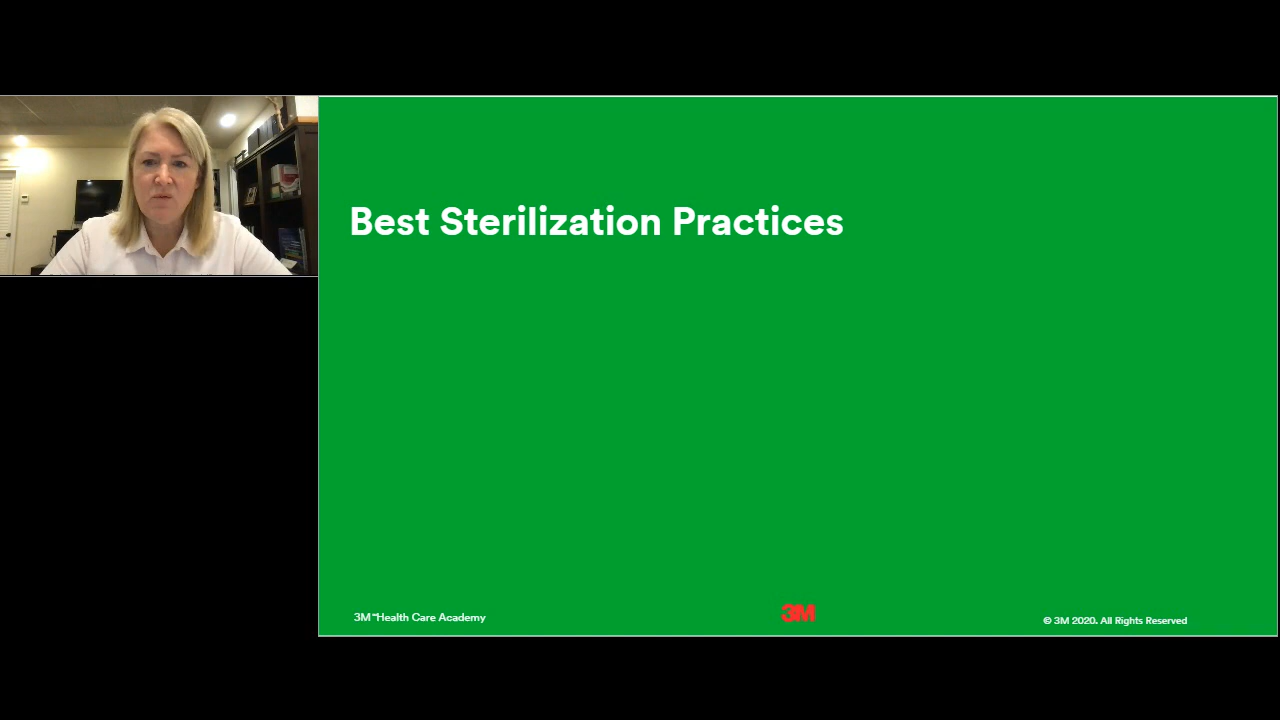 Best Sterilization Practices
3M™Health Care Academy
3M
© 3M 2020. All Rights Reserved